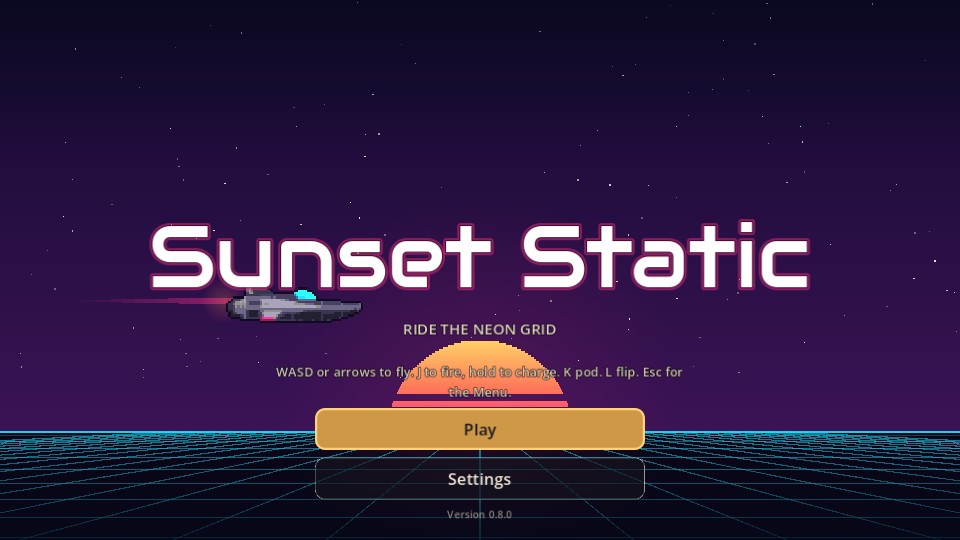 Sunset Static
RIDE THE NEON GRID
WASD or arrows to fly. J to fire, hold to charge. K pod. L flip. Esc for
the Menu.
Play
Settings
Version 0.8.0